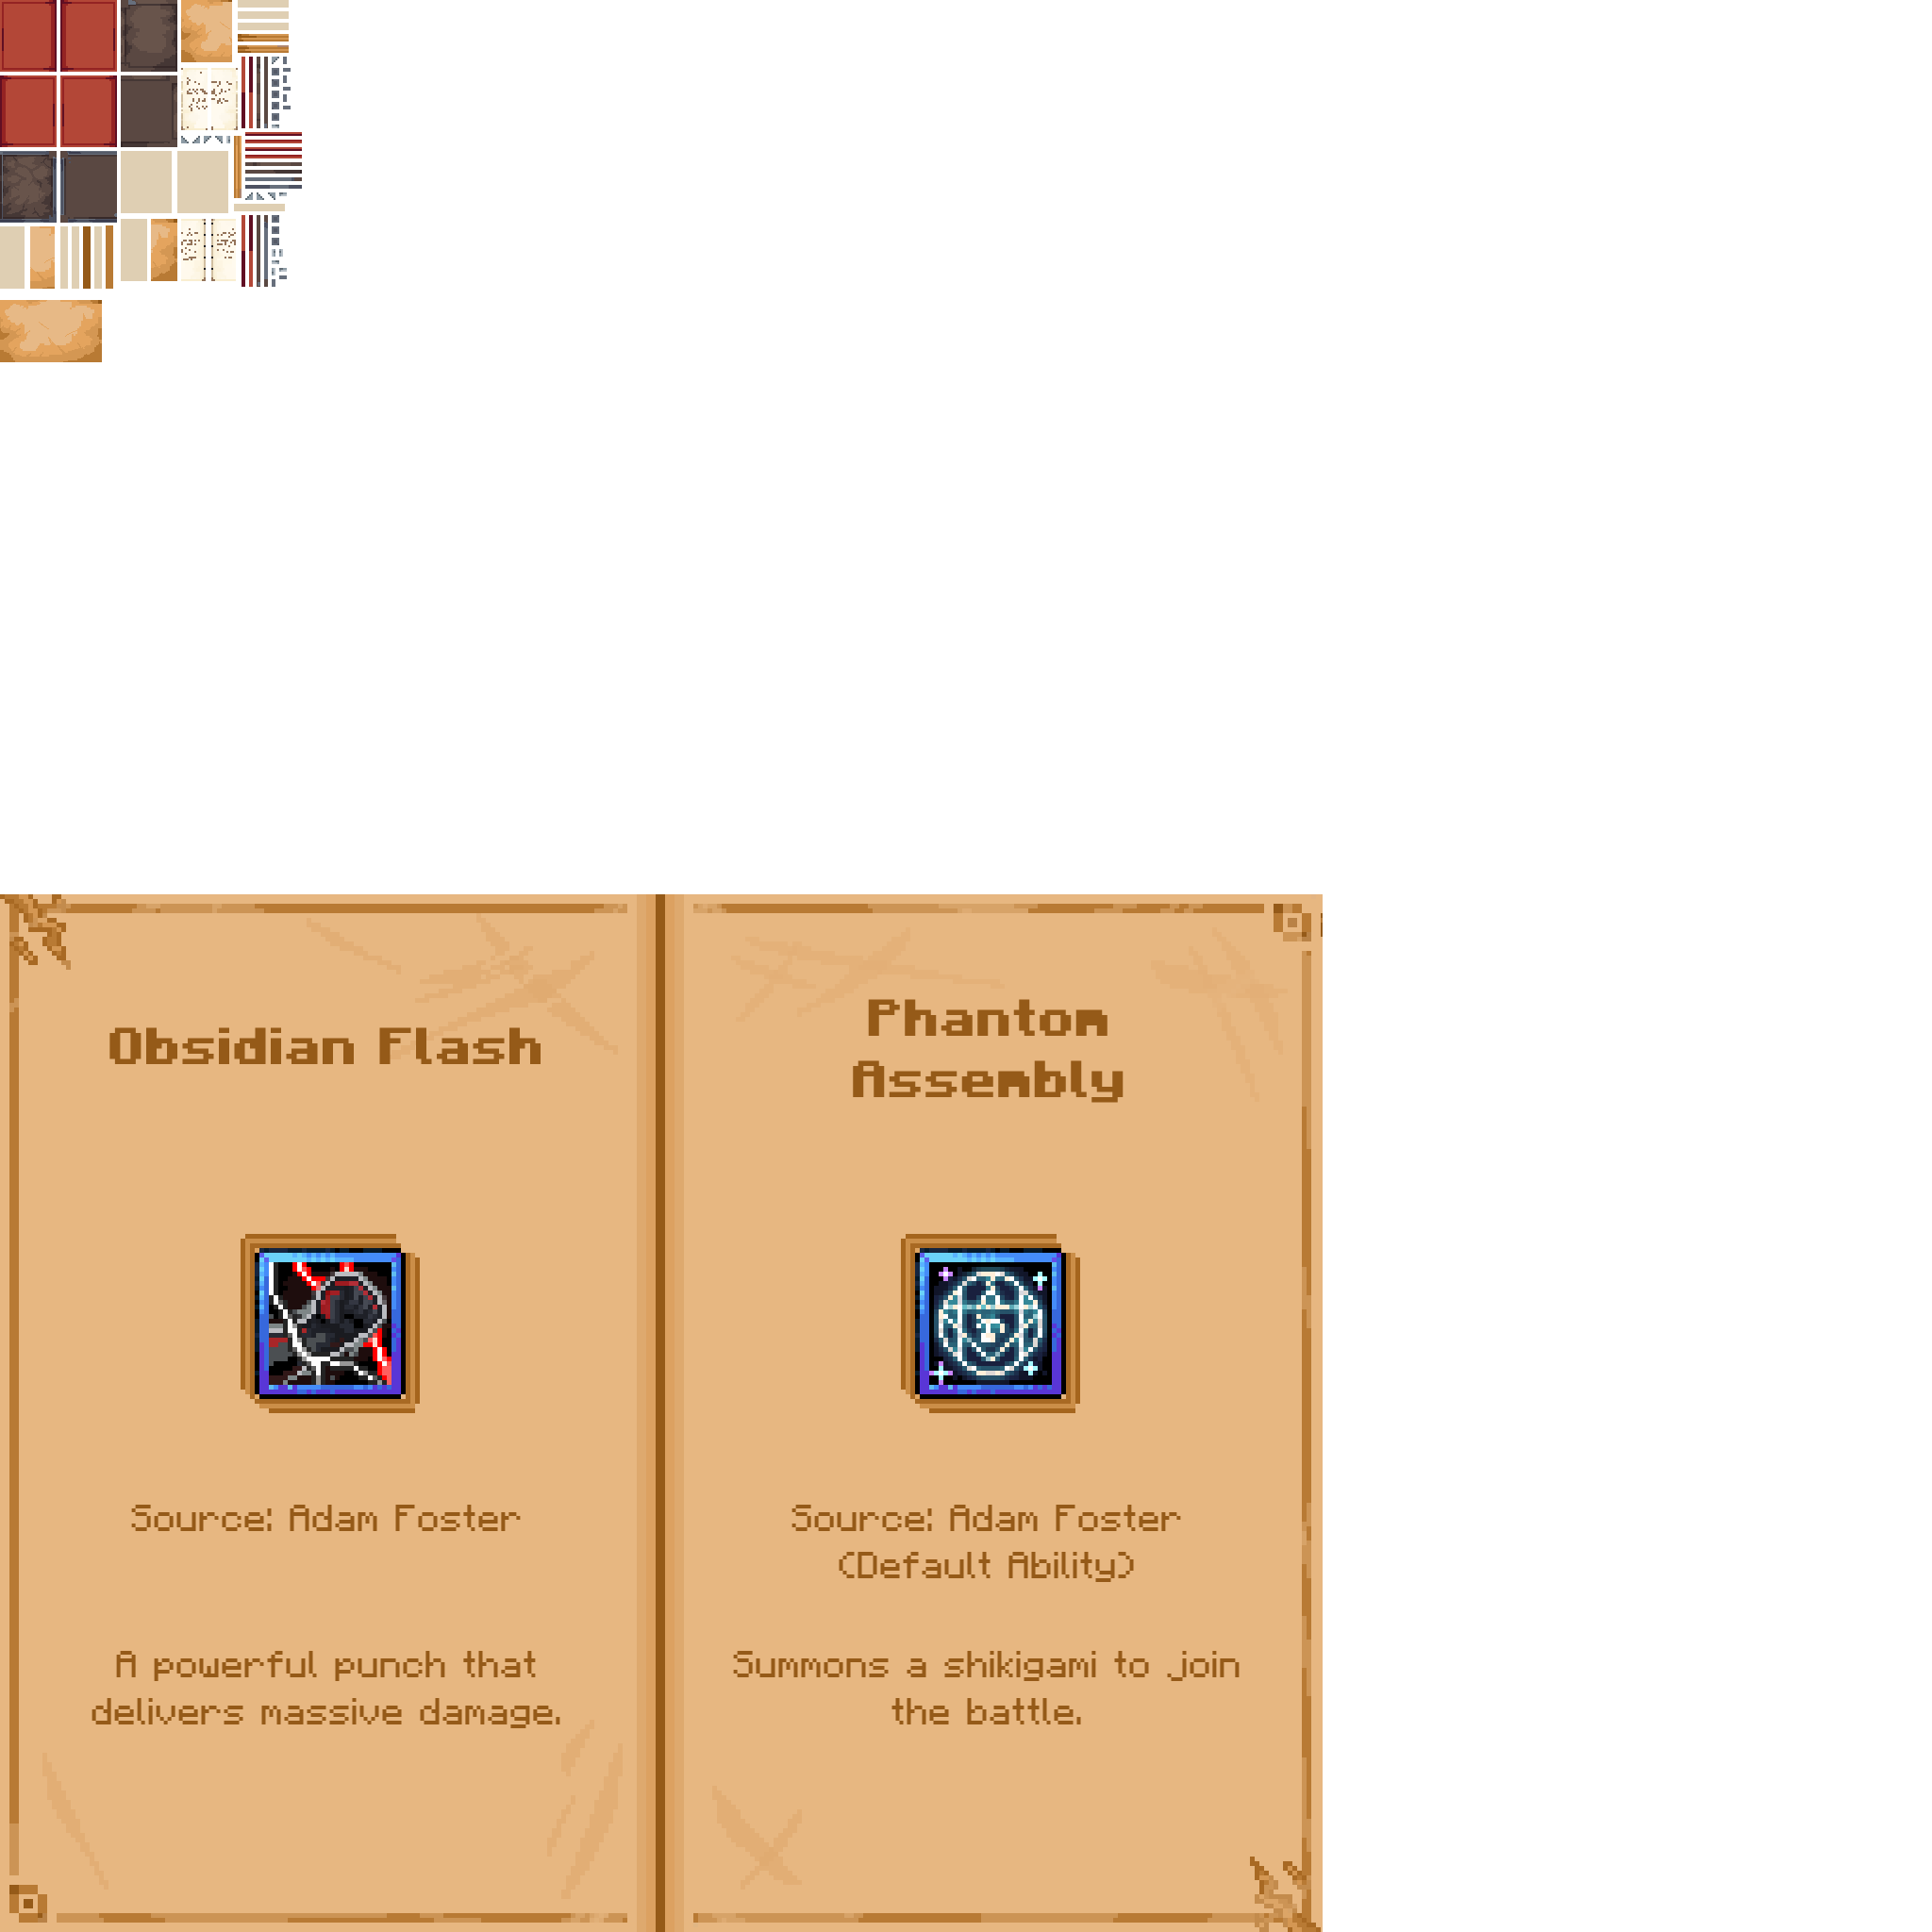 Obsidian Flash
Source: Adam Foster
A powerful punch that
delivers massive damage.
Phantom
Assembly
Source: Adam Foster
(Default Ability)
Summons a shikigami to join
the battle.